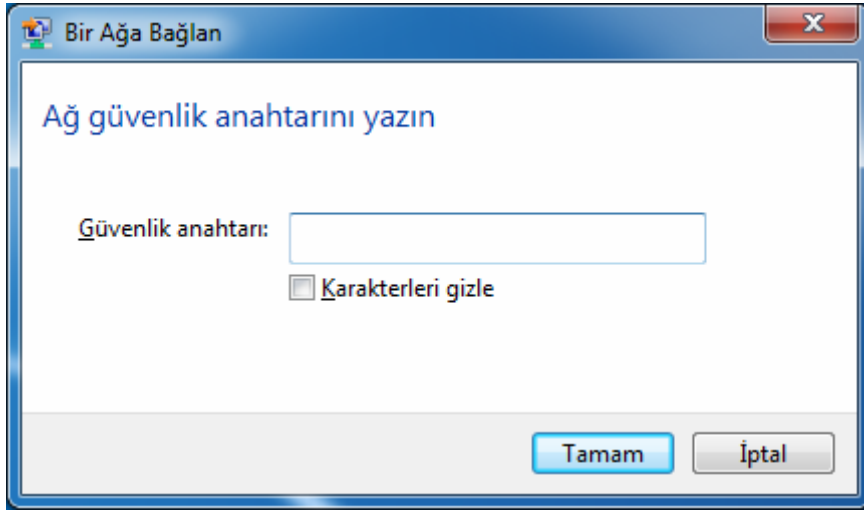 Bir Ağa Bağlan
Ağ güvenlik anahtarını yazın
Güvenlik anahtarı:
Karakterleri gizle
Tamam İptal